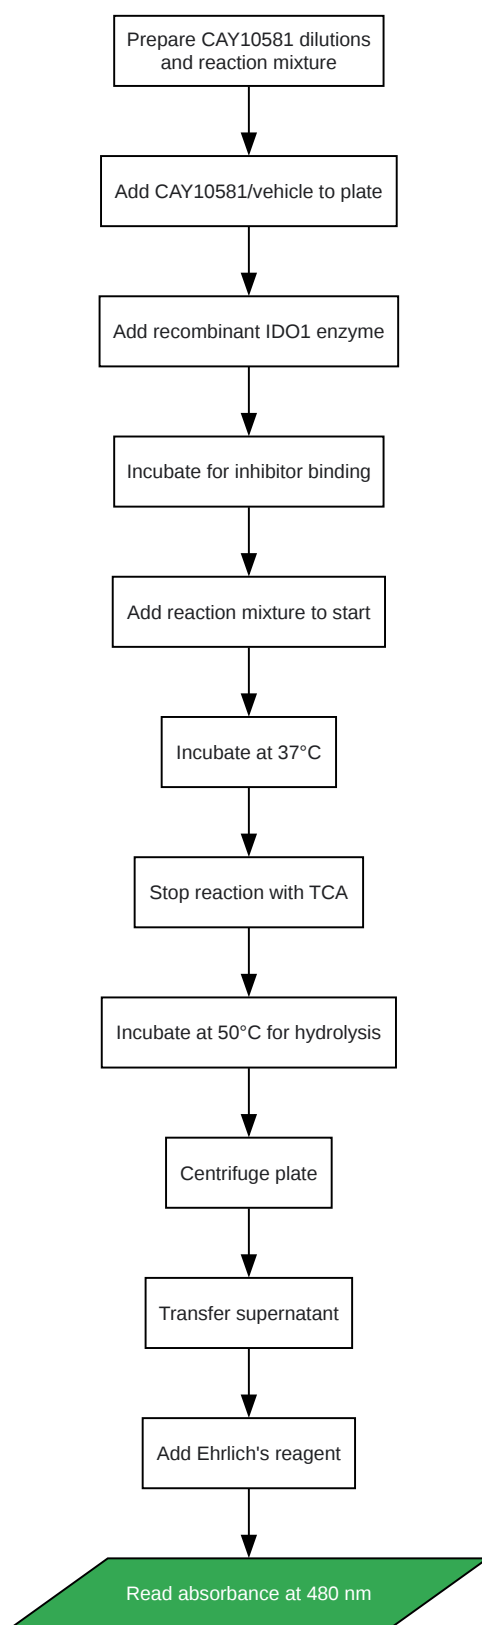 Prepare CAY10581 dilutions
and reaction mixture
Add CAY10581/vehicle to plate
Add recombinant IDO1 enzyme
Incubate for inhibitor binding
Add reaction mixture to start
Incubate at 37°C
Stop reaction with TCA
Incubate at 50°C for hydrolysis
Centrifuge plate
Transfer supernatant
Add Ehrlich's reagent
Read absorbance at 480 nm